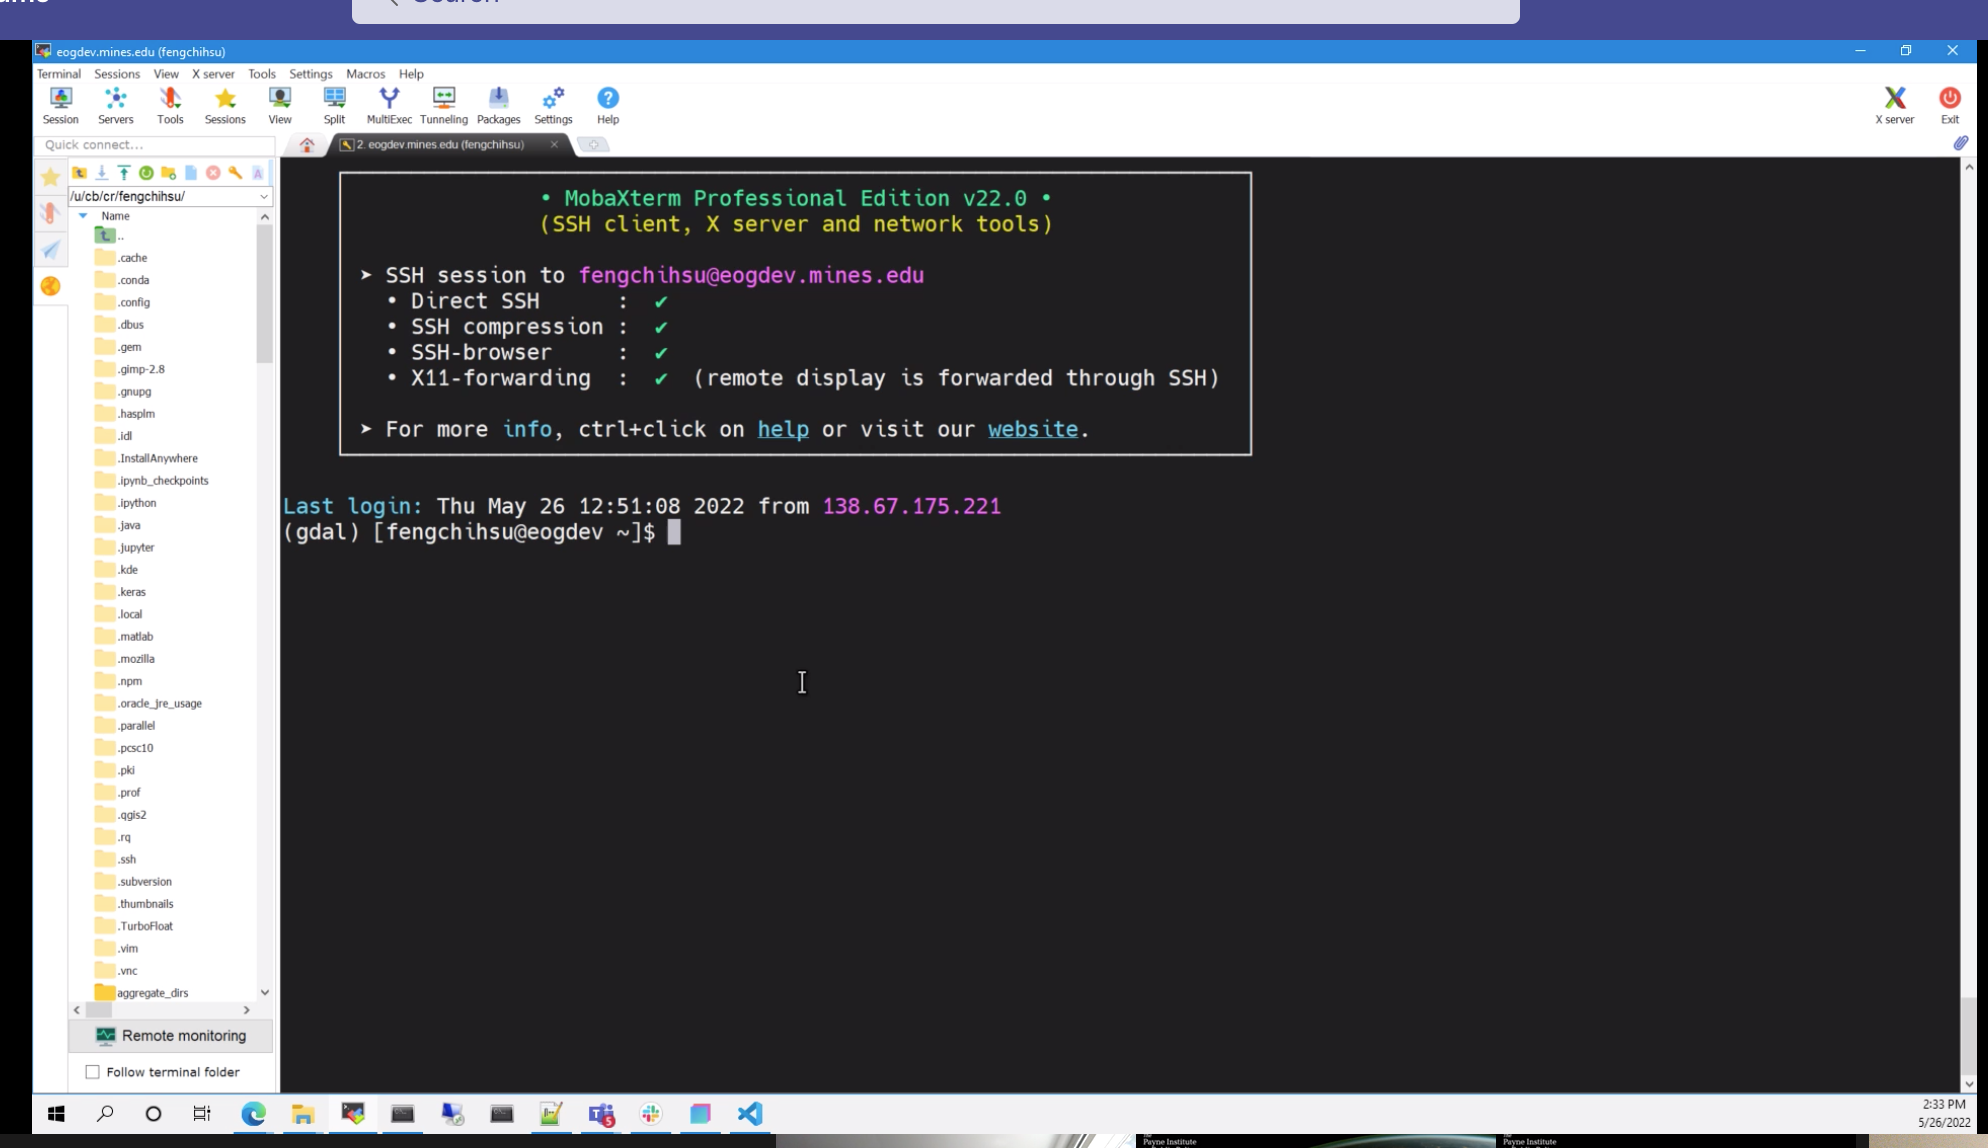 Search
eogdev.mines.edu (fengchihsu)
Terminal Sessions View X server Tools Settings Macros Help
Session Servers Tools Sessions View Split MultiExec Tunneling Packages Settings Help X server Exit
Quick connect...
2. eogdev.mines.edu (fengchihsu)
/u/cb/cr/fengchihsu/
Name
..
.cache
.conda
.config
.dbus
.gem
.gimp-2.8
.gnupg
.hasplm
.idl
.InstallAnywhere
.ipynb_checkpoints
.ipython
.java
.jupyter
.kde
.keras
.local
.matlab
.mozilla
.npm
.oracle_jre_usage
.parallel
.pcsc10
.pki
.prof
.qgis2
.rq
.ssh
.subversion
.thumbnails
.TurboFloat
.vim
.vnc
aggregate_dirs
Remote monitoring
Follow terminal folder
• MobaXterm Professional Edition v22.0 •
(SSH client, X server and network tools)
➤ SSH session to fengchihsu@eogdev.mines.edu
• Direct SSH : ✔
• SSH compression : ✔
• SSH-browser : ✔
• X11-forwarding : ✔ (remote display is forwarded through SSH)
➤ For more info, ctrl+click on help or visit our website.
Last login: Thu May 26 12:51:08 2022 from 138.67.175.221
(gdal) [fengchihsu@eogdev ~]$
2:33 PM
5/26/2022
Payne Institute
Payne Institute